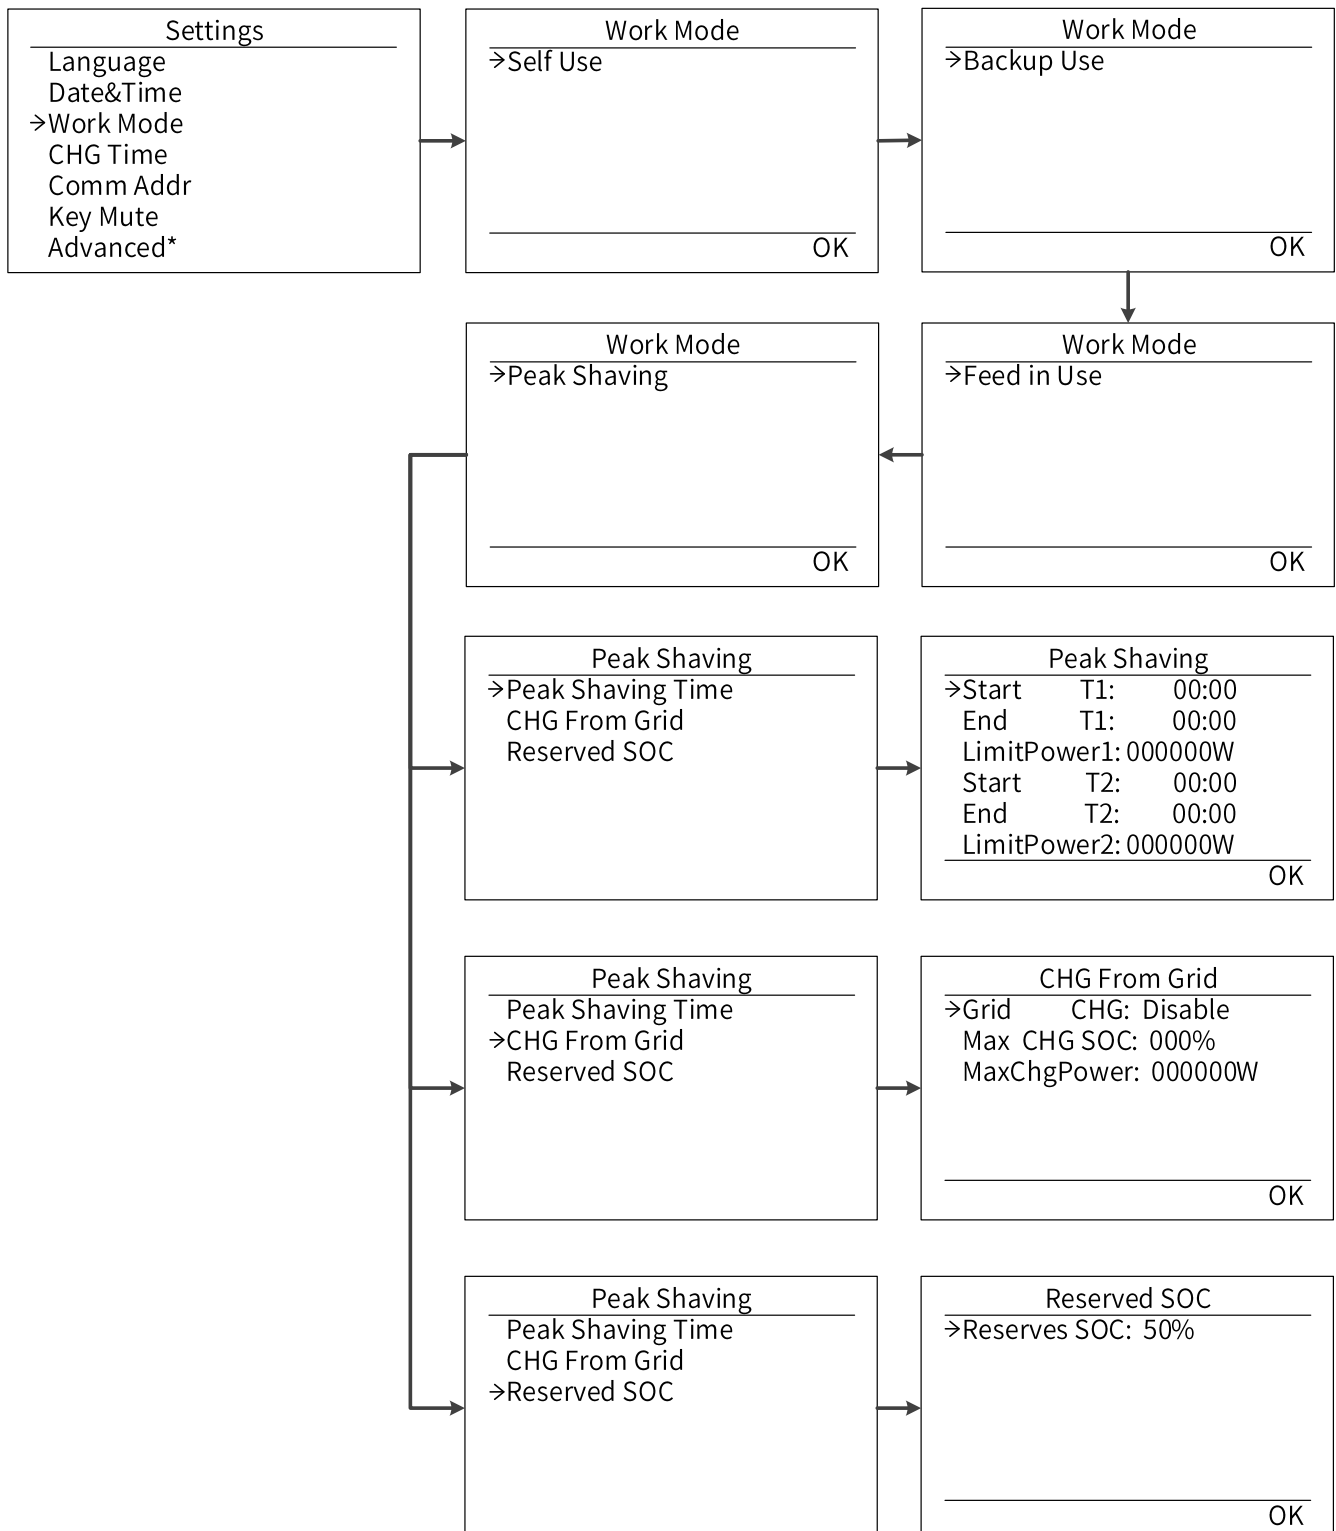 Settings
Language
Date&Time
→Work Mode
CHG Time
Comm Addr
Key Mute
Advanced*
Work Mode
→Self Use
OK
Work Mode
→Backup Use
OK
Work Mode
→Peak Shaving
OK
Work Mode
→Feed in Use
OK
Peak Shaving
→Peak Shaving Time
CHG From Grid
Reserved SOC
Peak Shaving
→Start T1: 00:00
End T1: 00:00
LimitPower1: 000000W
Start T2: 00:00
End T2: 00:00
LimitPower2: 000000W
OK
Peak Shaving
Peak Shaving Time
→CHG From Grid
Reserved SOC
CHG From Grid
→Grid CHG: Disable
Max CHG SOC: 000%
MaxChgPower: 000000W
OK
Peak Shaving
Peak Shaving Time
CHG From Grid
→Reserved SOC
Reserved SOC
→Reserves SOC: 50%
OK